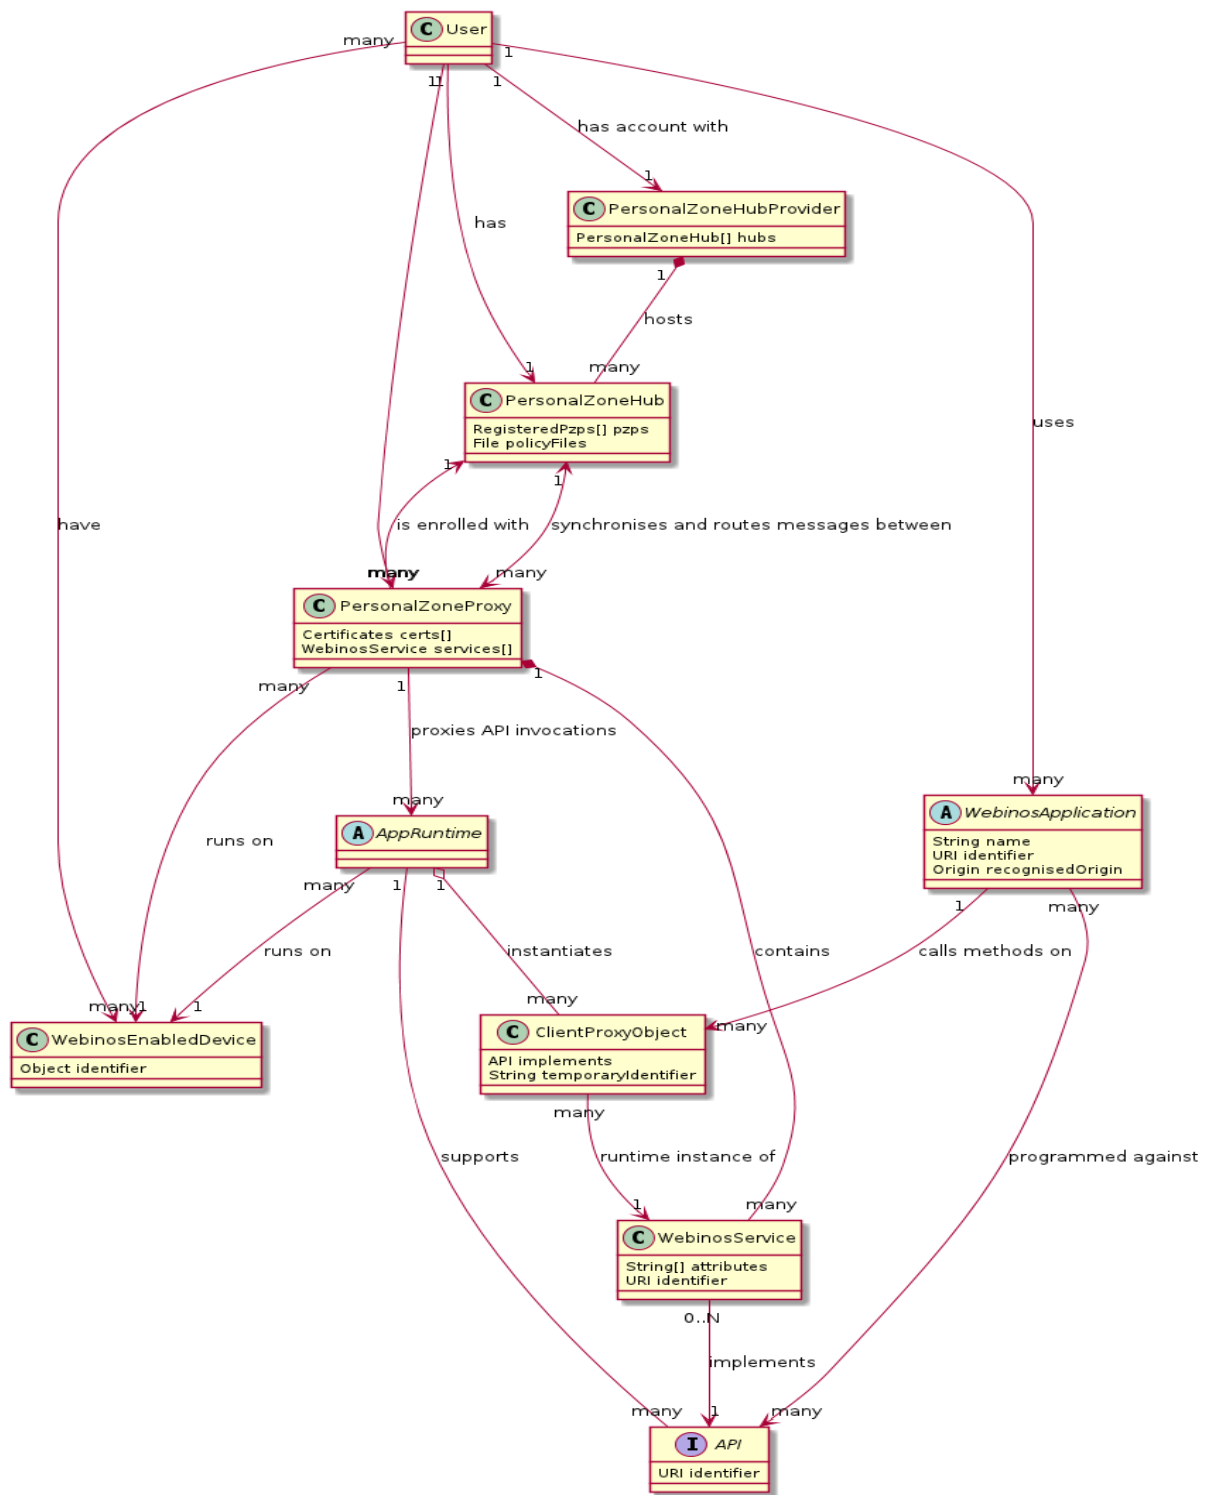 C User
many
1
1
1
1
has account with
1
C PersonalZoneHubProvider
PersonalZoneHub[] hubs
has
1
hosts
uses
1
many
C PersonalZoneHub
RegisteredPzps[] pzps
File policyFiles
1
1
have
is enrolled with
synchronises and routes messages between
many
many
many
C PersonalZoneProxy
Certificates certs[]
WebinosService services[]
many
1
1
proxies API invocations
many
many
A AppRuntime
A WebinosApplication
String name
URI identifier
Origin recognisedOrigin
runs on
many
1
1
1
many
runs on
instantiates
contains
calls methods on
many
1
1
many
many
C WebinosEnabledDevice
Object identifier
C ClientProxyObject
API implements
String temporaryIdentifier
many
supports
runtime instance of
programmed against
1
many
C WebinosService
String[] attributes
URI identifier
0..N
implements
many
1
many
I API
URI identifier